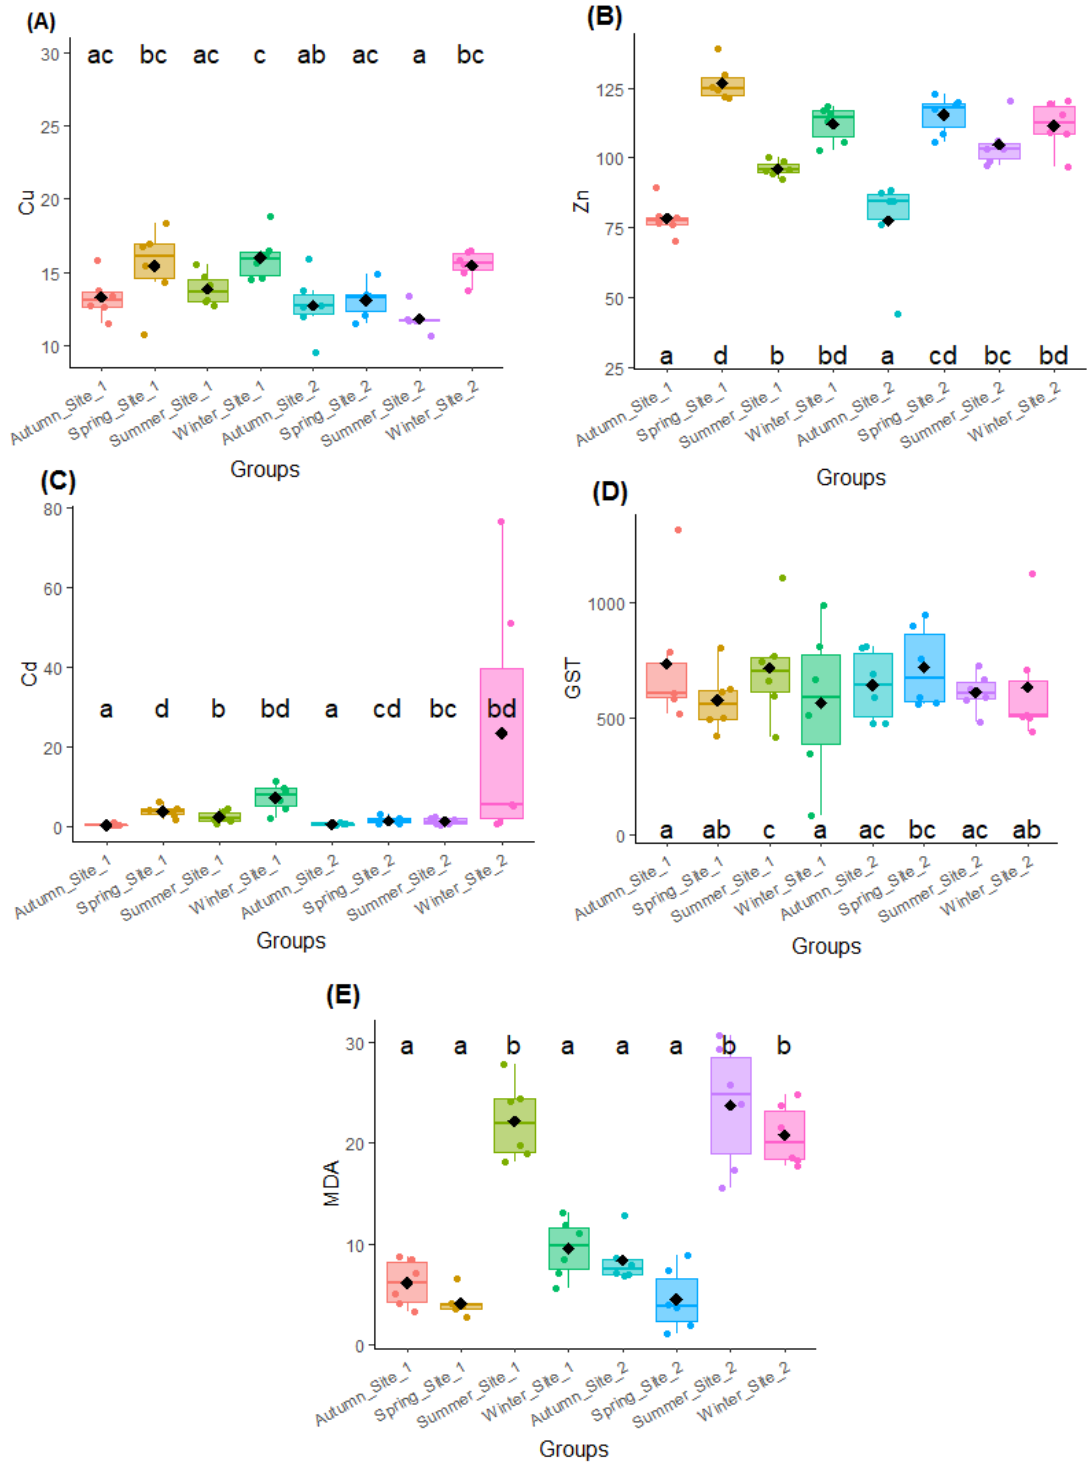 (A)
30
25
20
15
10
Cu
ac bc ac c ab ac a bc
Autumn_Site_1
Spring_Site_1
Summer_Site_1
Winter_Site_1
Autumn_Site_2
Spring_Site_2
Summer_Site_2
Winter_Site_2
Groups
(B)
125
100
75
50
25
Zn
a d b bd a cd bc bd
Autumn_Site_1
Spring_Site_1
Summer_Site_1
Winter_Site_1
Autumn_Site_2
Spring_Site_2
Summer_Site_2
Winter_Site_2
Groups
(C)
80
60
40
20
0
Cd
a d b bd a cd bc bd
Autumn_Site_1
Spring_Site_1
Summer_Site_1
Winter_Site_1
Autumn_Site_2
Spring_Site_2
Summer_Site_2
Winter_Site_2
Groups
(D)
1000
500
0
GST
a ab c a ac bc ac ab
Autumn_Site_1
Spring_Site_1
Summer_Site_1
Winter_Site_1
Autumn_Site_2
Spring_Site_2
Summer_Site_2
Winter_Site_2
Groups
(E)
30
20
10
0
MDA
a a b a a a b b
Autumn_Site_1
Spring_Site_1
Summer_Site_1
Winter_Site_1
Autumn_Site_2
Spring_Site_2
Summer_Site_2
Winter_Site_2
Groups